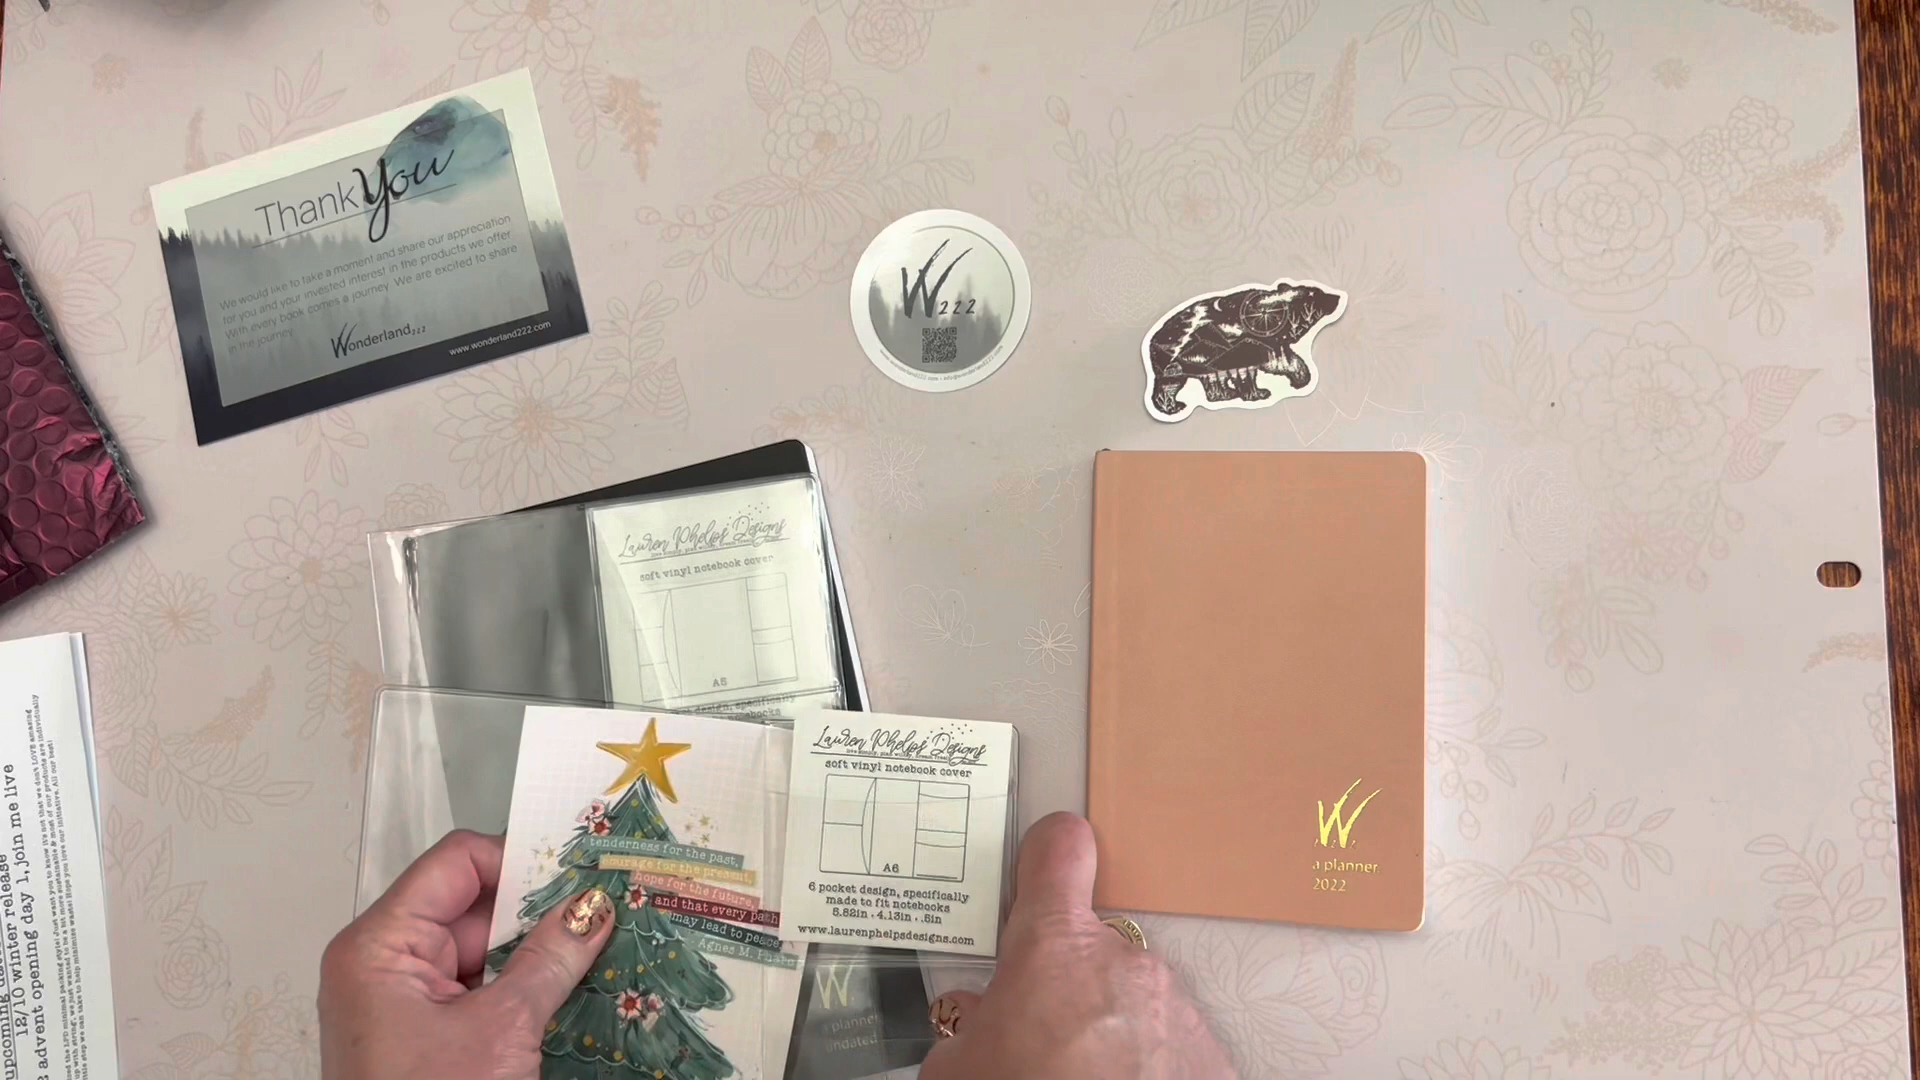 Thank You
We would like to take a moment and share our appreciation
for you and your invested interest in the products we offer.
With every book comes a journey. We are excited to share
in the journey.
Wonderland222
www.wonderland222.com
W222
Lauren Phelps Designs
soft vinyl notebook cover
A5
design, specifically
notebooks
Lauren Phelps Designs
soft vinyl notebook cover
A6
6 pocket design, specifically
made to fit notebooks
5.82in · 4.13in · .5in
www.laurenphelpsdesigns.com
tenderness for the past,
courage for the present,
hope for the future,
and that every path
may lead to peace.
- Agnes M.
W
a planner
undated
W
222
a planner
2022
upcoming
12/10 winter release
advent opening day 1, join me live